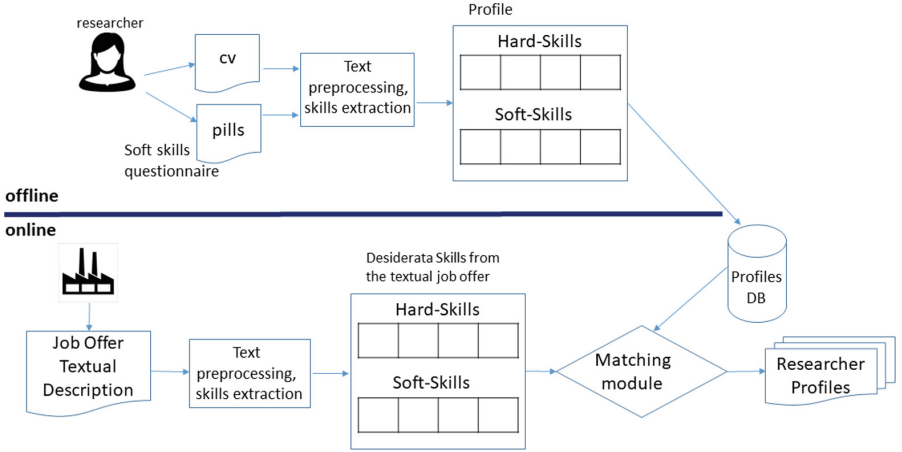 researcher
Profile
cv
Text
preprocessing,
skills extraction
Hard-Skills
Soft-Skills
pills
Soft skills
questionnaire
offline
online
Desiderata Skills from
the textual job offer
Profiles
DB
Job Offer
Textual
Description
Text
preprocessing,
skills extraction
Hard-Skills
Soft-Skills
Matching
module
Researcher
Profiles